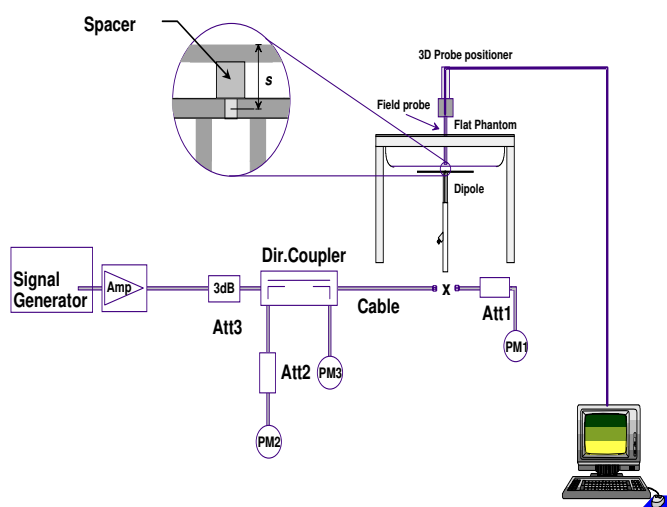 Spacer
s
3D Probe positioner
Field probe
Flat Phantom
Dipole
Signal
Generator
Amp
3dB
Dir.Coupler
Cable
x
Att1
PM1
Att3
Att2
PM3
PM2